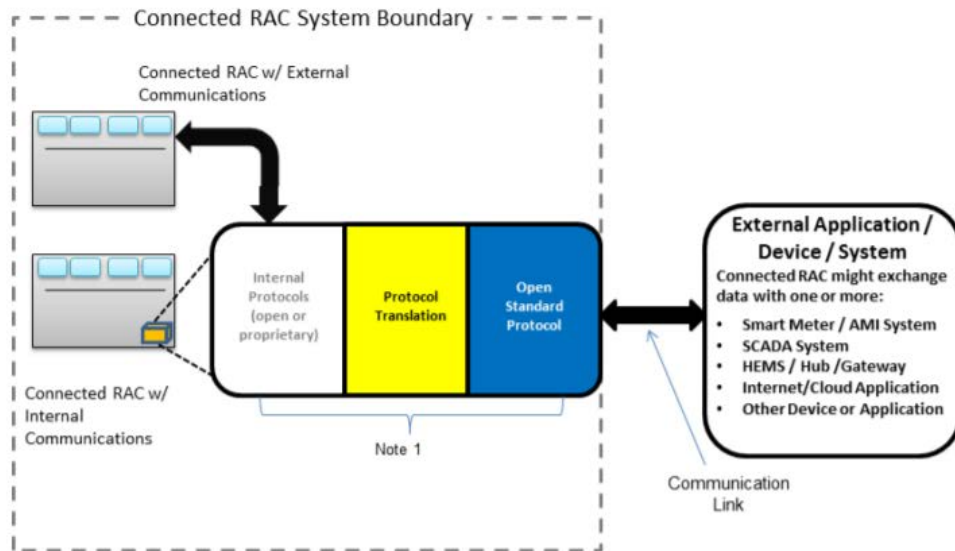 Connected RAC System Boundary
Connected RAC w/ External
Communications
Internal
Protocols
(open or
proprietary)
Protocol
Translation
Open
Standard
Protocol
Connected RAC w/
Internal
Communications
Note 1
External Application /
Device / System
Connected RAC might exchange
data with one or more:
• Smart Meter / AMI System
• SCADA System
• HEMS / Hub /Gateway
• Internet/Cloud Application
• Other Device or Application
Communication
Link